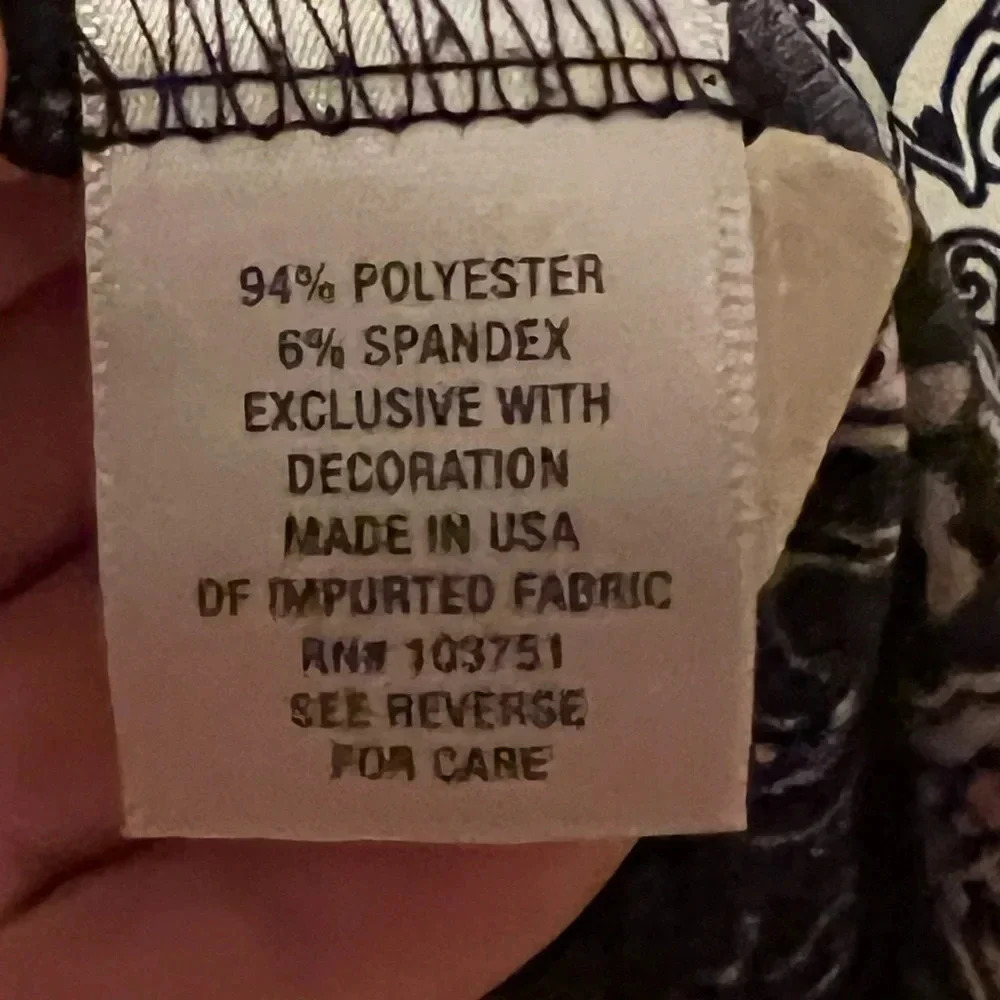 94% POLYESTER
6% SPANDEX
EXCLUSIVE WITH
DECORATION
MADE IN USA
OF IMPORTED FABRIC
RN# 103751
SEE REVERSE
FOR CARE